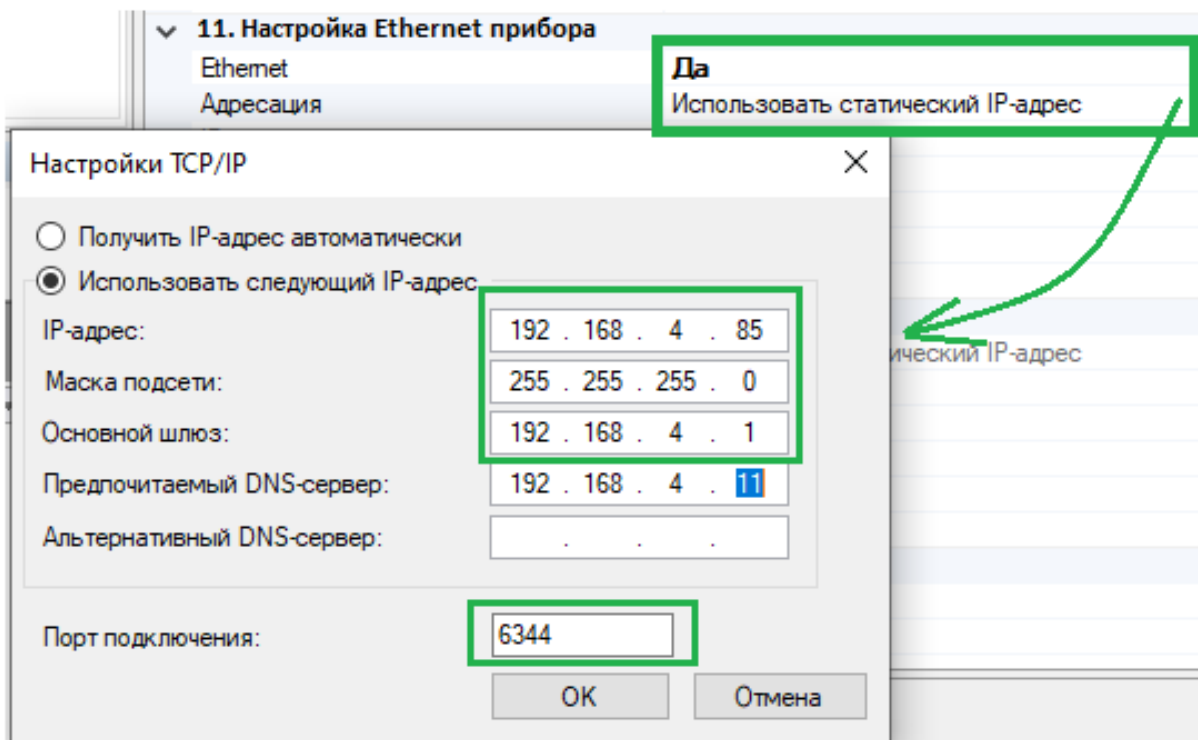 11. Настройка Ethernet прибора
Ethernet Да
Адресация Использовать статический IP-адрес
Настройки TCP/IP
Получить IP-адрес автоматически
Использовать следующий IP-адрес
IP-адрес: 192 . 168 . 4 . 85
ический IP-адрес
Маска подсети: 255 . 255 . 255 . 0
Основной шлюз: 192 . 168 . 4 . 1
Предпочитаемый DNS-сервер: 192 . 168 . 4 . 11
Альтернативный DNS-сервер: . . .
Порт подключения: 6344
OK Отмена